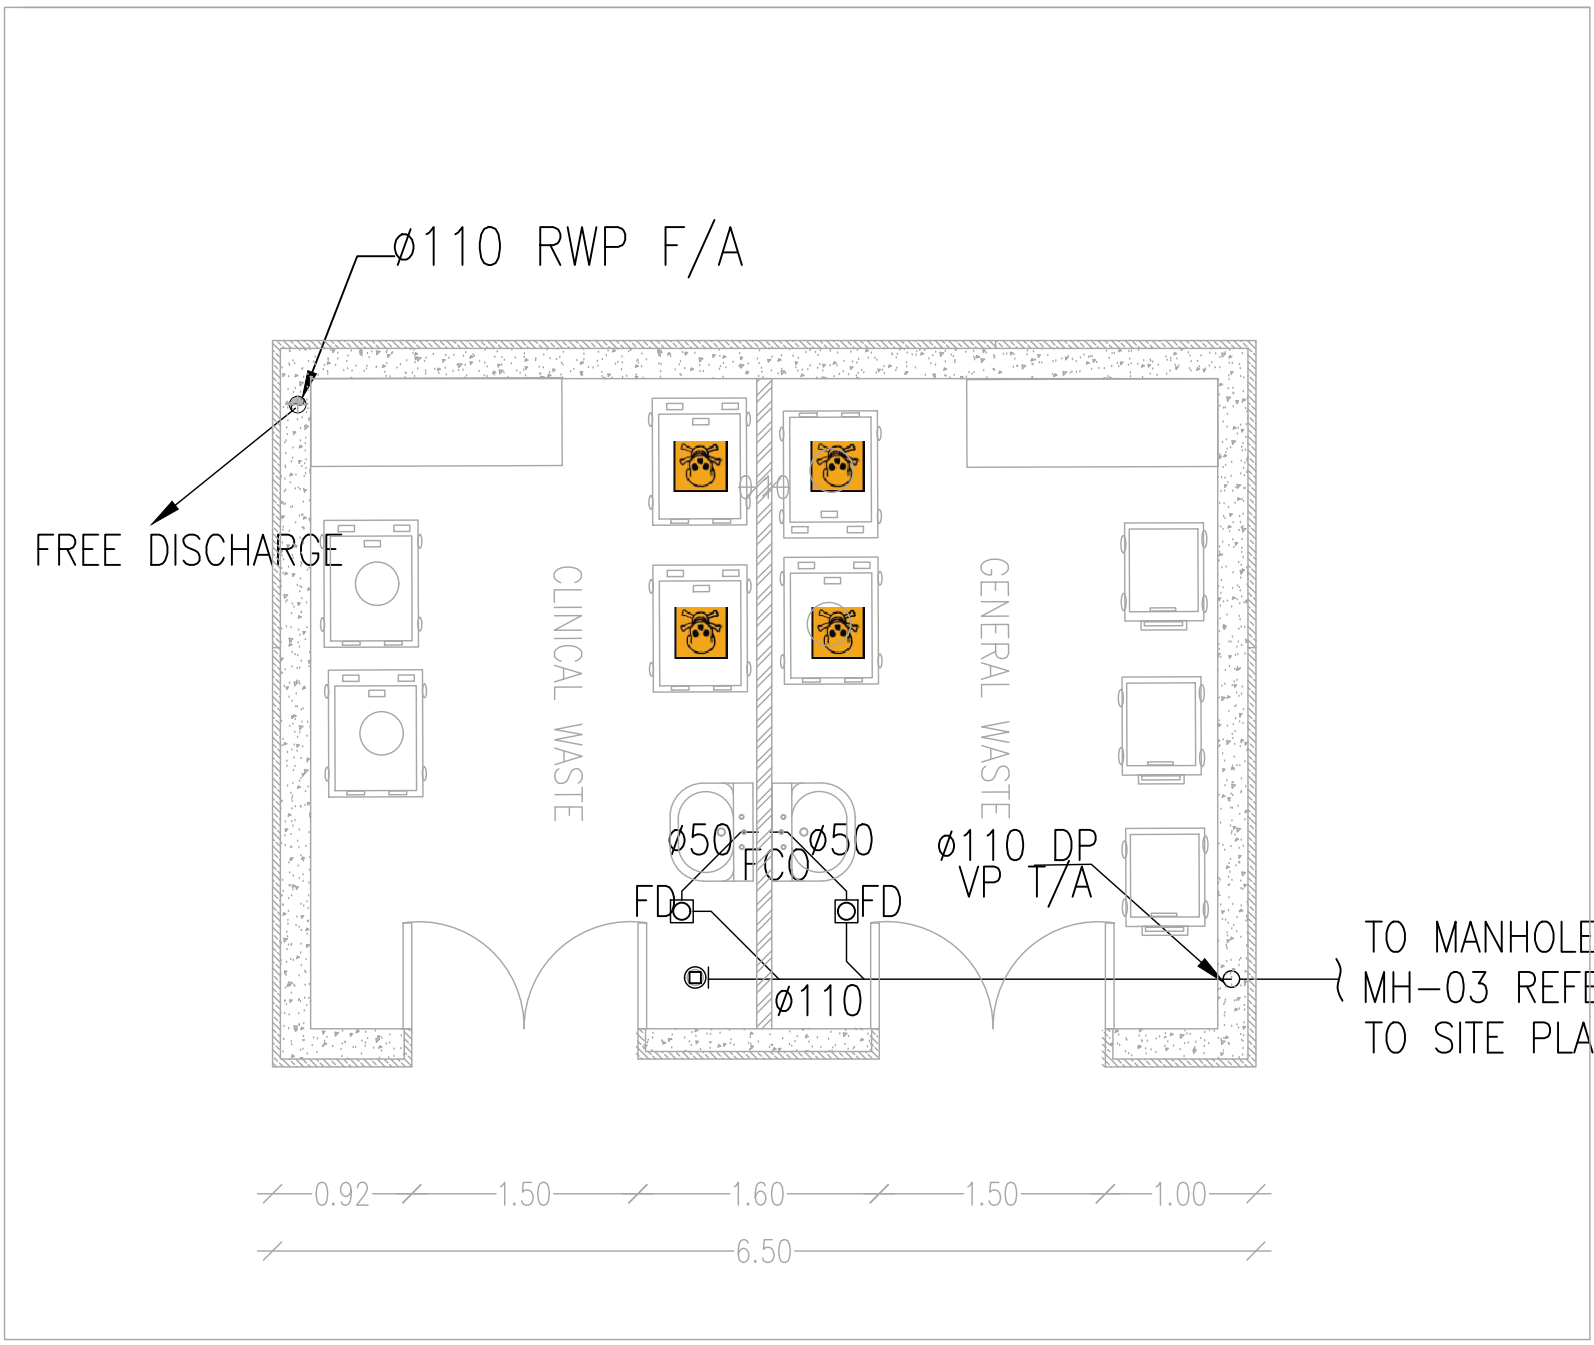 ø110 RWP F/A
FREE DISCHARGE
CLINICAL WASTE
GENERAL WASTE
ø50
ø50
FCO
FD
FD
ø110 DP
VP T/A
ø110
TO MANHOLE
MH-03 REFE
TO SITE PLA
0.92
1.50
1.60
1.50
1.00
6.50